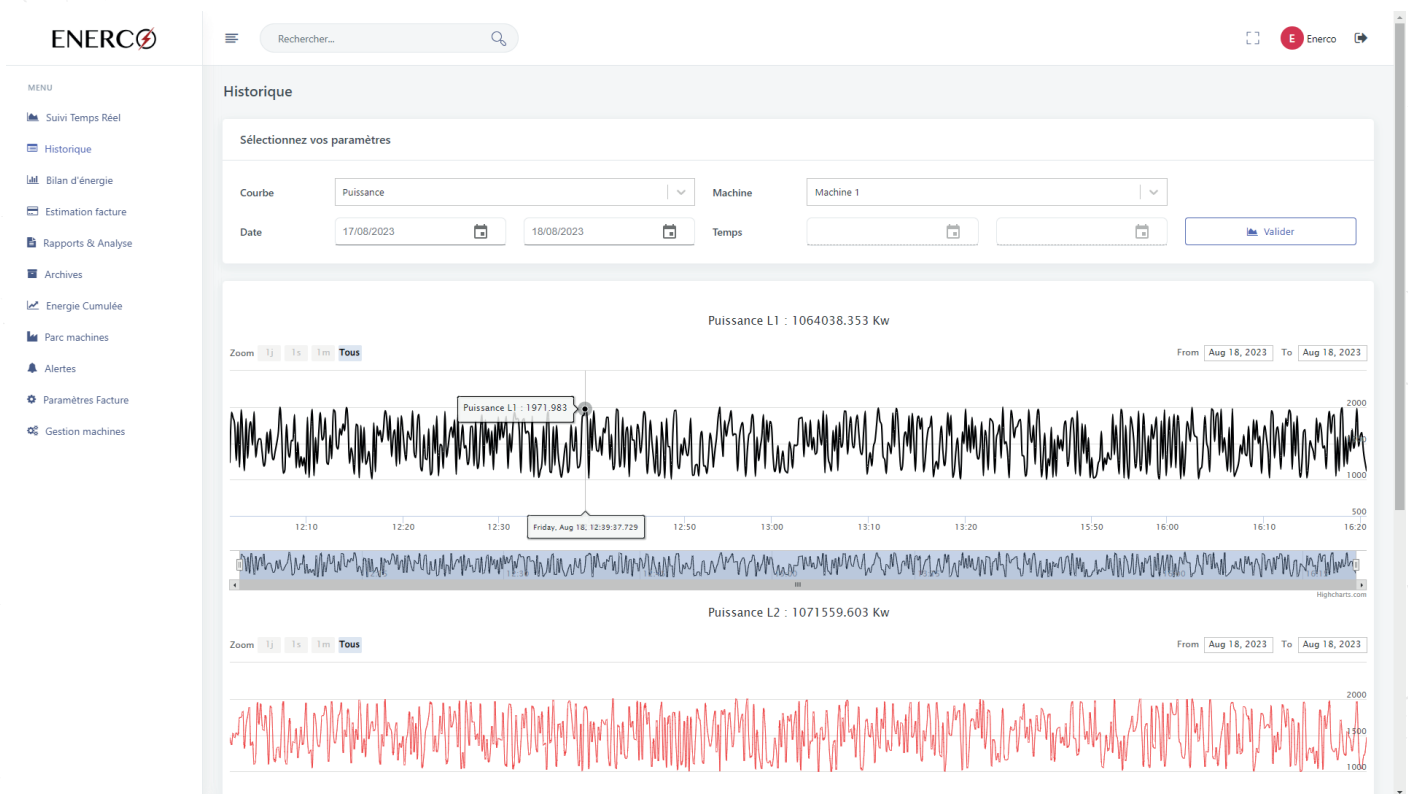 ENERCO
Rechercher...
E Enerco
MENU
Suivi Temps Réel
Historique
Bilan d'énergie
Estimation facture
Rapports & Analyse
Archives
Energie Cumulée
Parc machines
Alertes
Paramètres Facture
Gestion machines
Historique
Sélectionnez vos paramètres
Courbe Puissance Machine Machine 1
Date 17/08/2023 18/08/2023 Temps Valider
Puissance L1 : 1064038.353 Kw
Zoom 1j 1s 1m Tous From Aug 18, 2023 To Aug 18, 2023
2000
Puissance L1 : 1971.983
1000
500
12:10 12:20 12:30 Friday, Aug 18, 12:39:37.729 12:50 13:00 13:10 13:20 15:50 16:00 16:10 16:20
Highcharts.com
Puissance L2 : 1071559.603 Kw
Zoom 1j 1s 1m Tous From Aug 18, 2023 To Aug 18, 2023
2000
1500
1000